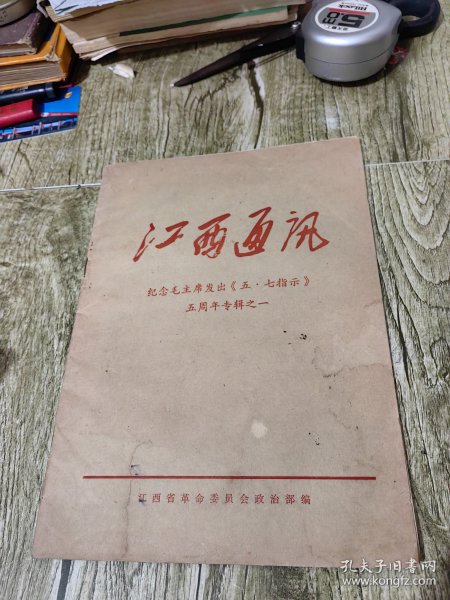 5.0m
江西通讯
纪念毛主席发出《五·七指示》
五周年专辑之一
江西省革命委员会政治部编
孔夫子旧书网
www.kongfz.com